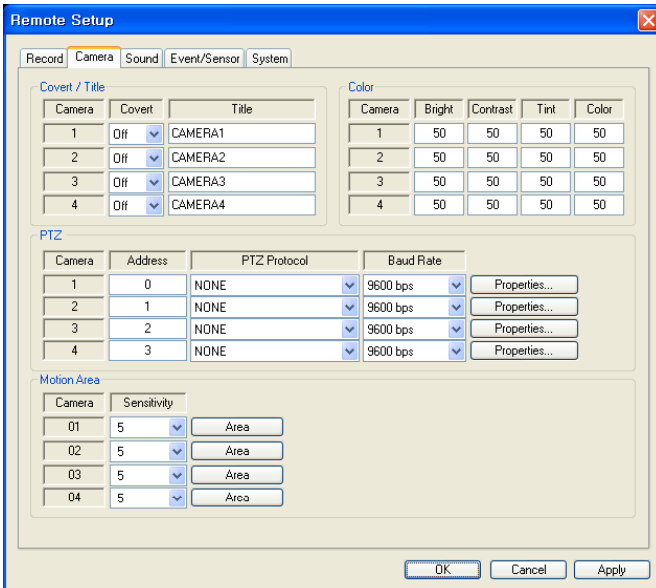 Remote Setup
Record Camera Sound Event/Sensor System
Covert / Title
Camera Covert Title
1 Off CAMERA1
2 Off CAMERA2
3 Off CAMERA3
4 Off CAMERA4
Color
Camera Bright Contrast Tint Color
1 50 50 50 50
2 50 50 50 50
3 50 50 50 50
4 50 50 50 50
PTZ
Camera Address PTZ Protocol Baud Rate
1 0 NONE 9600 bps Properties...
2 1 NONE 9600 bps Properties...
3 2 NONE 9600 bps Properties...
4 3 NONE 9600 bps Properties...
Motion Area
Camera Sensitivity
01 5 Area
02 5 Area
03 5 Area
04 5 Area
OK Cancel Apply